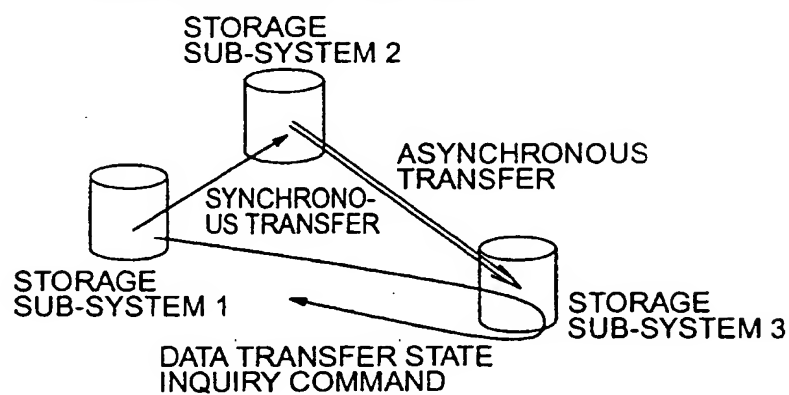 STORAGE
SUB-SYSTEM 2
ASYNCHRONOUS
TRANSFER
SYNCHRONO-
US TRANSFER
STORAGE
SUB-SYSTEM 1
STORAGE
SUB-SYSTEM 3
DATA TRANSFER STATE
INQUIRY COMMAND